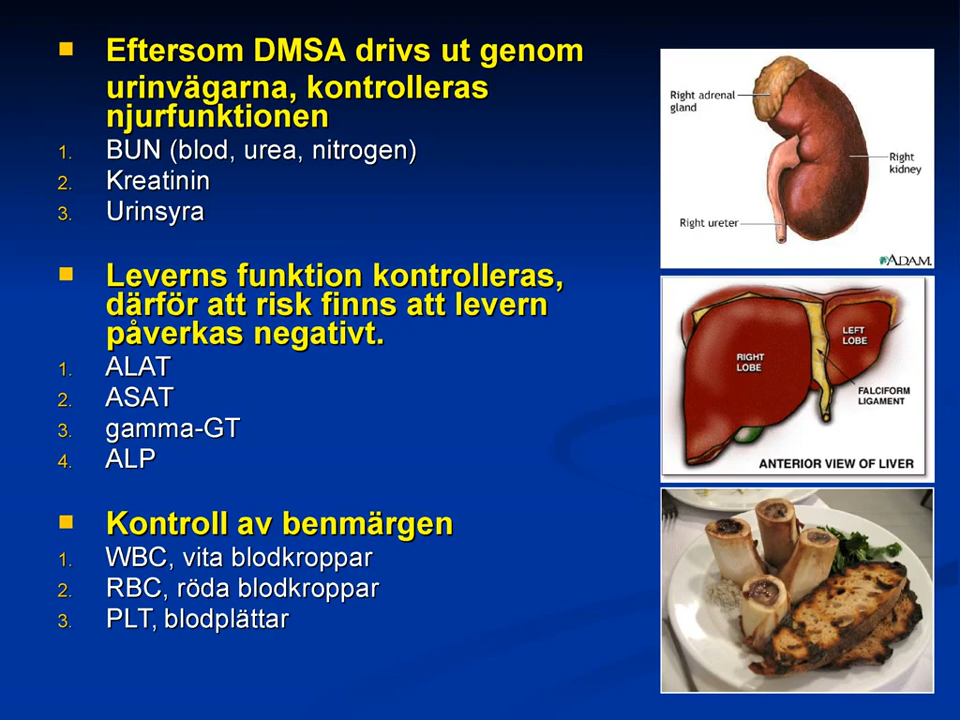 Eftersom DMSA drivs ut genom
urinvägarna, kontrolleras
njurfunktionen
1. BUN (blod, urea, nitrogen)
2. Kreatinin
3. Urinsyra
Leverns funktion kontrolleras,
därför att risk finns att levern
påverkas negativt.
1. ALAT
2. ASAT
3. gamma-GT
4. ALP
Kontroll av benmärgen
1. WBC, vita blodkroppar
2. RBC, röda blodkroppar
3. PLT, blodplättar
Right adrenal
gland
Right
kidney
Right ureter
ADAM.
RIGHT
LOBE
LEFT
LOBE
FALCIFORM
LIGAMENT
ANTERIOR VIEW OF LIVER